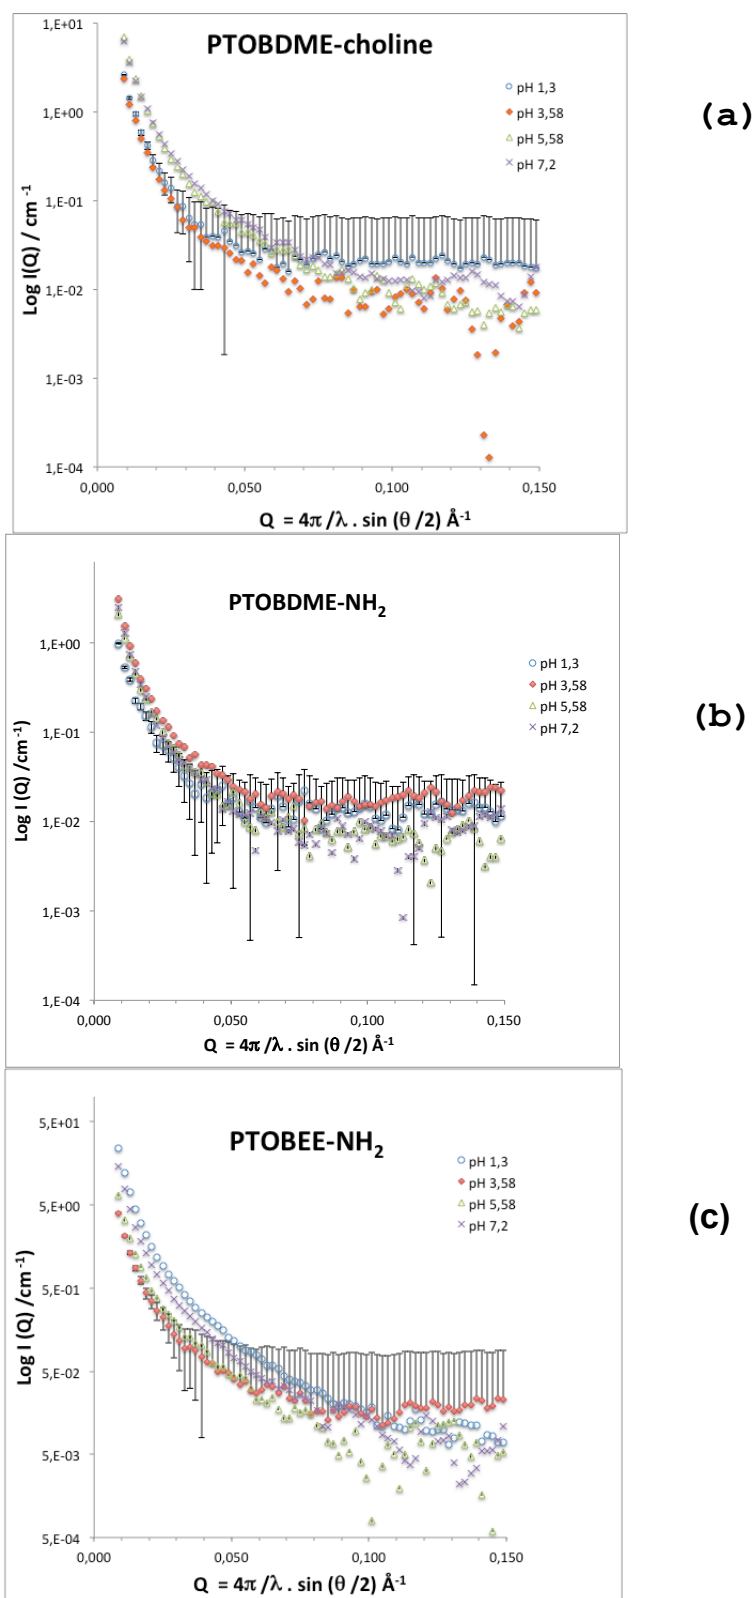 PTOBDME-choline
(a)
pH 1,3
pH 3,58
pH 5,58
pH 7,2
Log I(Q) / cm -1
1,E+01
1,E+00
1,E-01
1,E-02
1,E-03
1,E-04
0,000 0,050 0,100 0,150
Q = 4π /λ . sin (θ /2) Å-1
PTOBDME-NH2
(b)
pH 1,3
pH 3,58
pH 5,58
pH 7,2
Log I (Q) /cm-1)
1,E+00
1,E-01
1,E-02
1,E-03
1,E-04
0,000 0,050 0,100 0,150
Q = 4π /λ . sin (θ /2) Å-1
PTOBEE-NH2
(c)
pH 1,3
pH 3,58
pH 5,58
pH 7,2
Log I (Q) /cm-1)
5,E+01
5,E+00
5,E-01
5,E-02
5,E-03
5,E-04
0,000 0,050 0,100 0,150
Q = 4π /λ . sin (θ /2) Å-1